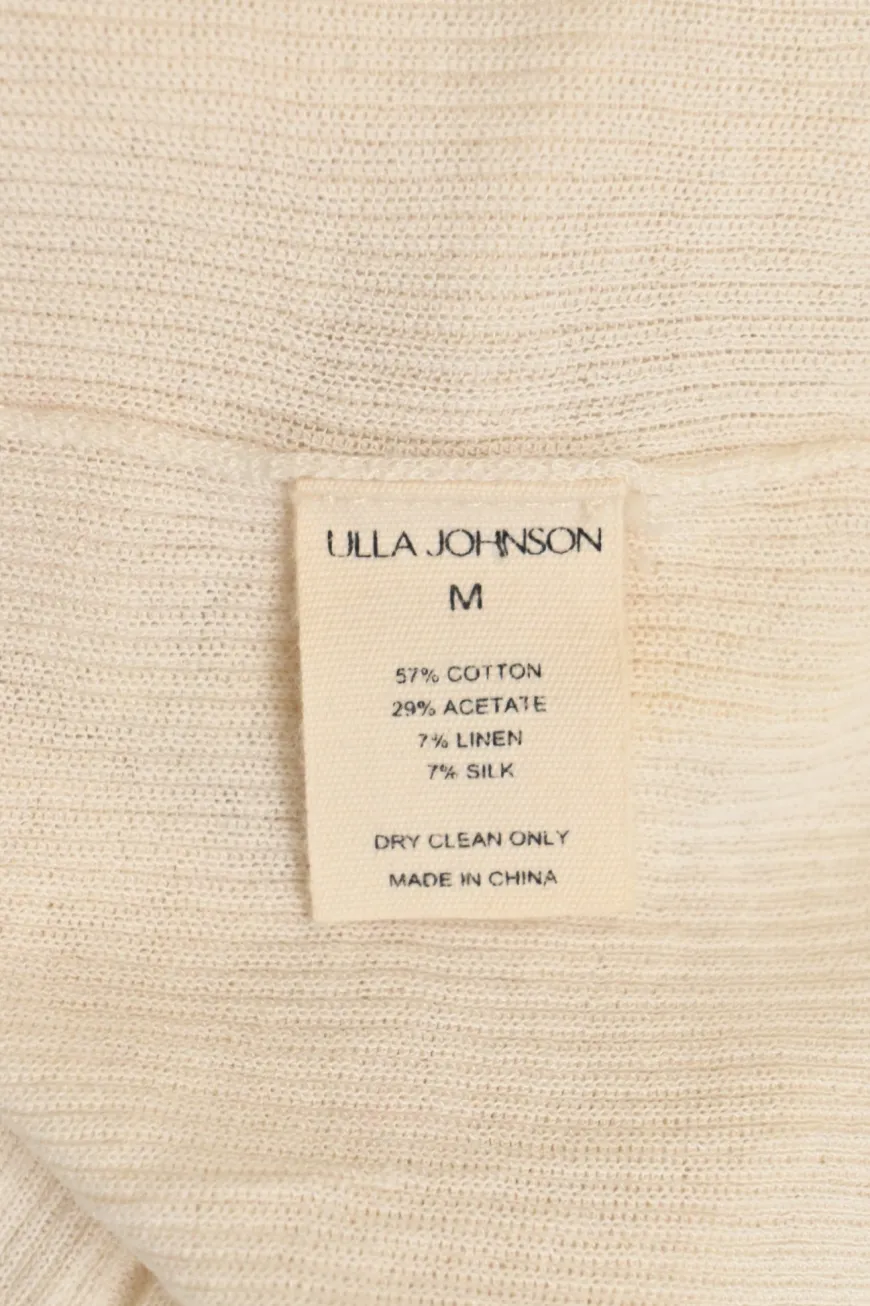 ULLA JOHNSON
M
57% COTTON
29% ACETATE
7% LINEN
7% SILK
DRY CLEAN ONLY
MADE IN CHINA